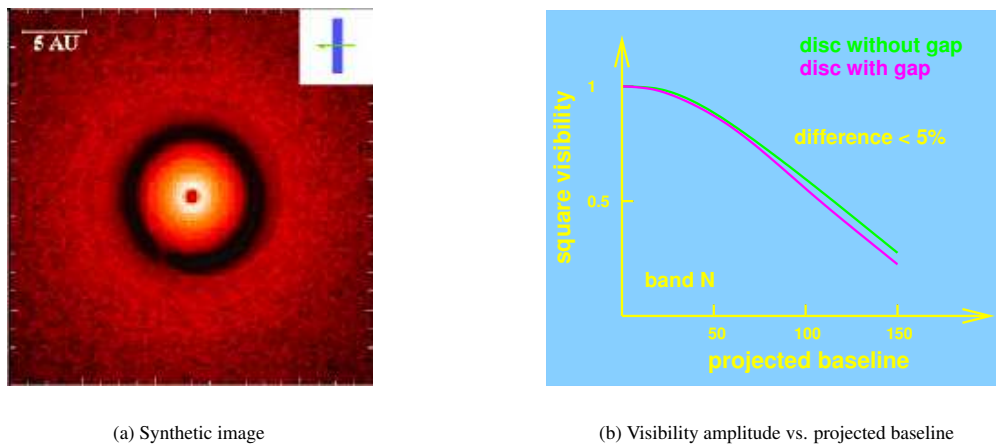 5 AU
(a) Synthetic image
disc without gap
disc with gap
1
difference < 5%
square visibility
0.5
band N
50
100
150
projected baseline
(b) Visibility amplitude vs. projected baseline